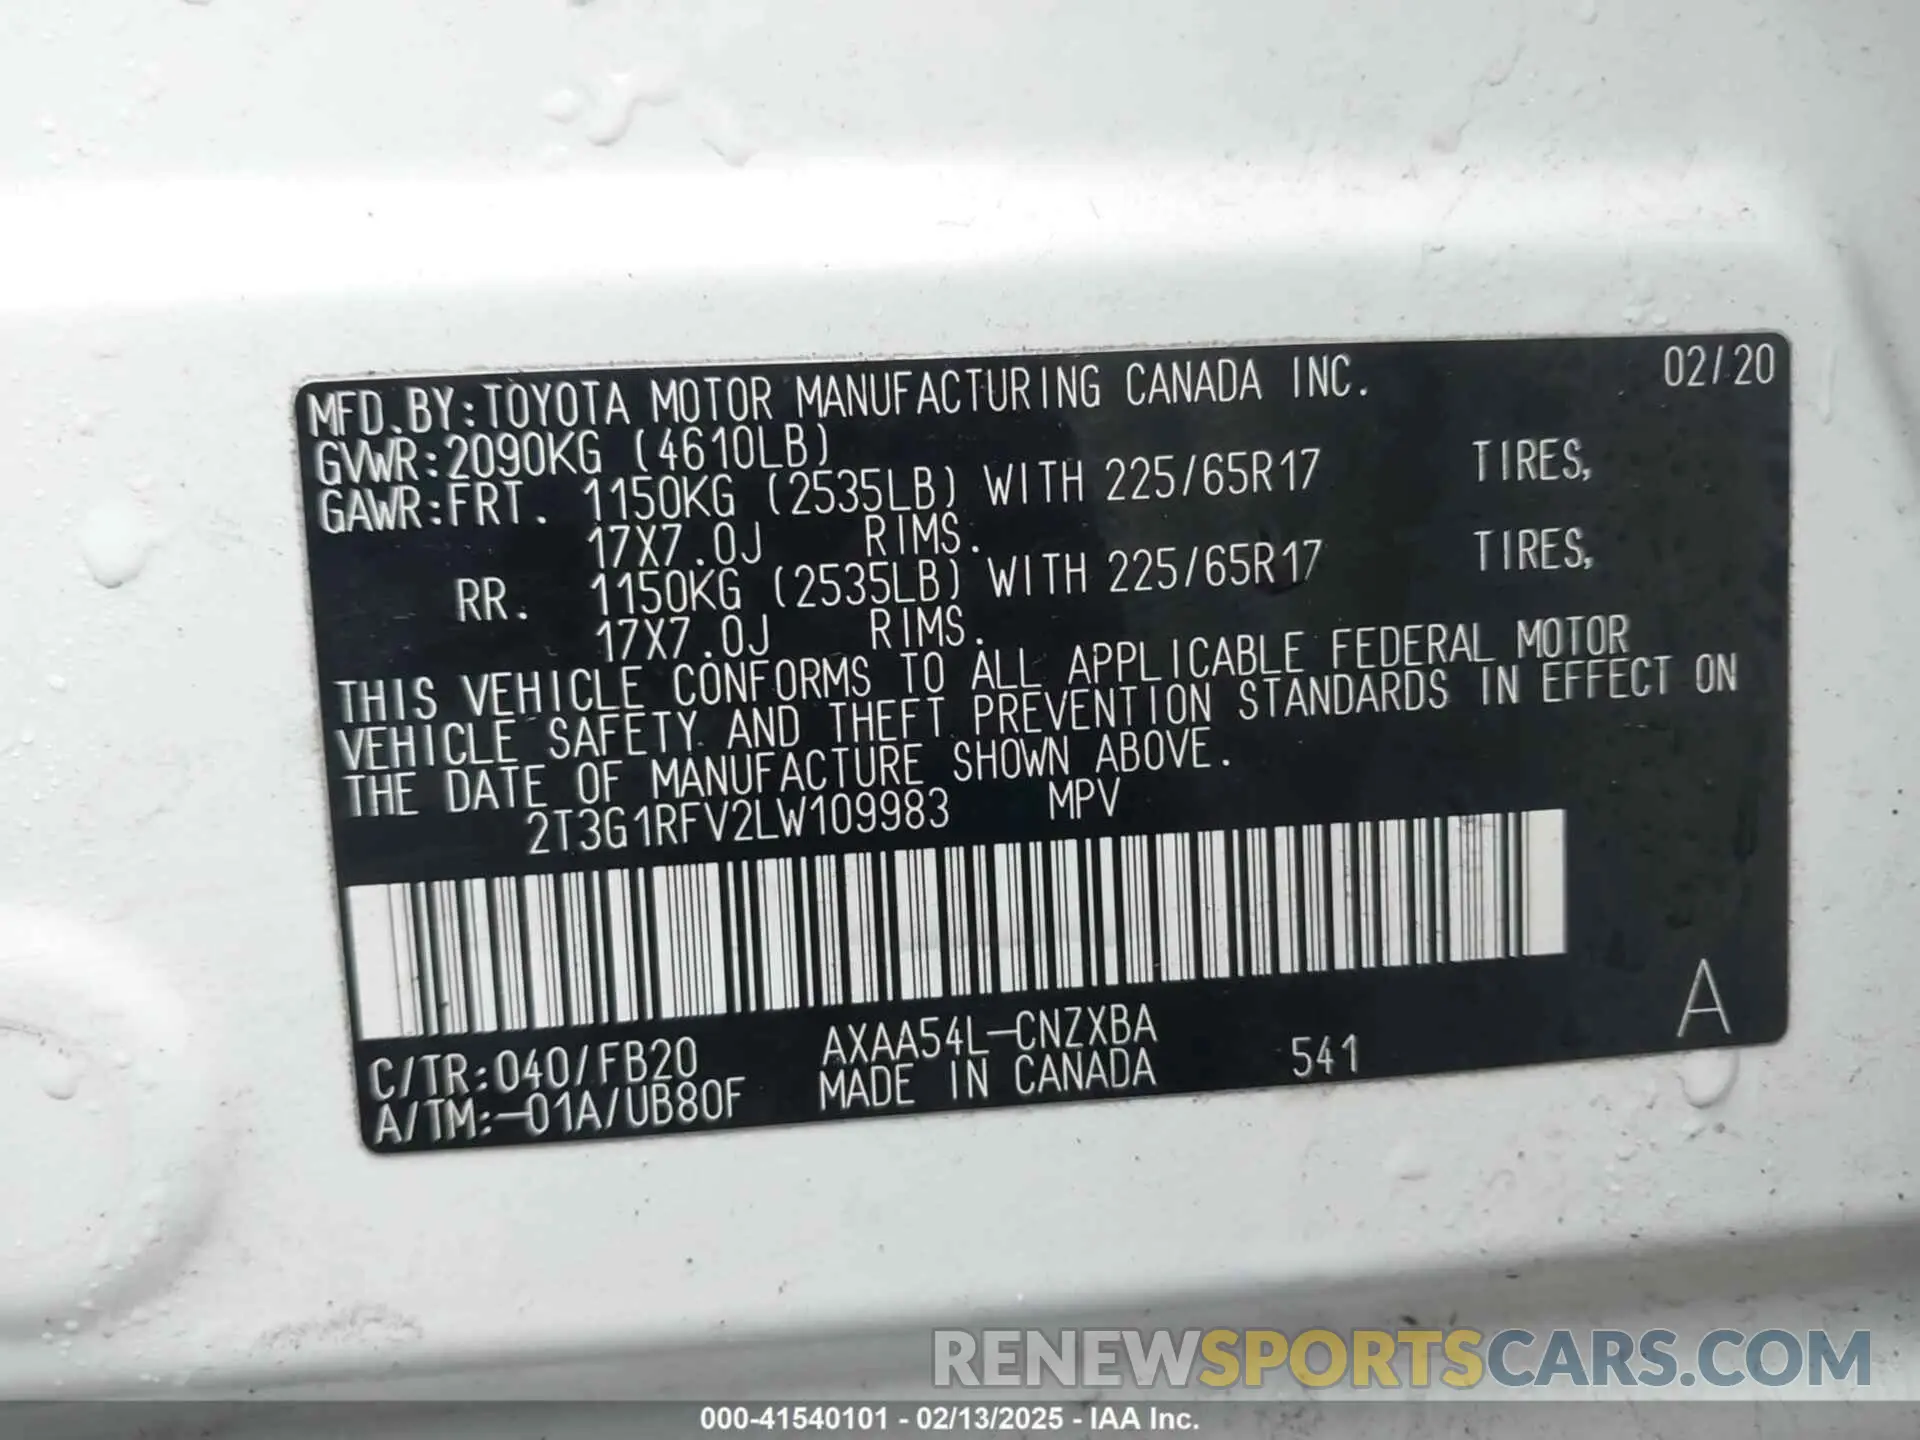 MFD.BY:TOYOTA MOTOR MANUFACTURING CANADA INC. 02/20
GVWR:2090KG (4610LB)
GAWR:FRT. 1150KG (2535LB) WITH 225/65R17 TIRES,
17X7.0J RIMS.
RR. 1150KG (2535LB) WITH 225/65R17 TIRES,
17X7.0J RIMS.
THIS VEHICLE CONFORMS TO ALL APPLICABLE FEDERAL MOTOR
VEHICLE SAFETY AND THEFT PREVENTION STANDARDS IN EFFECT ON
THE DATE OF MANUFACTURE SHOWN ABOVE.
2T3G1RFV2LW109983 MPV
C/TR:040/FB20 AXAA54L-CNZXBA A
A/TM:-01A/UB80F MADE IN CANADA 541
RENEWSPORTSCARS.COM
000-41540101 - 02/13/2025 - IAA Inc.